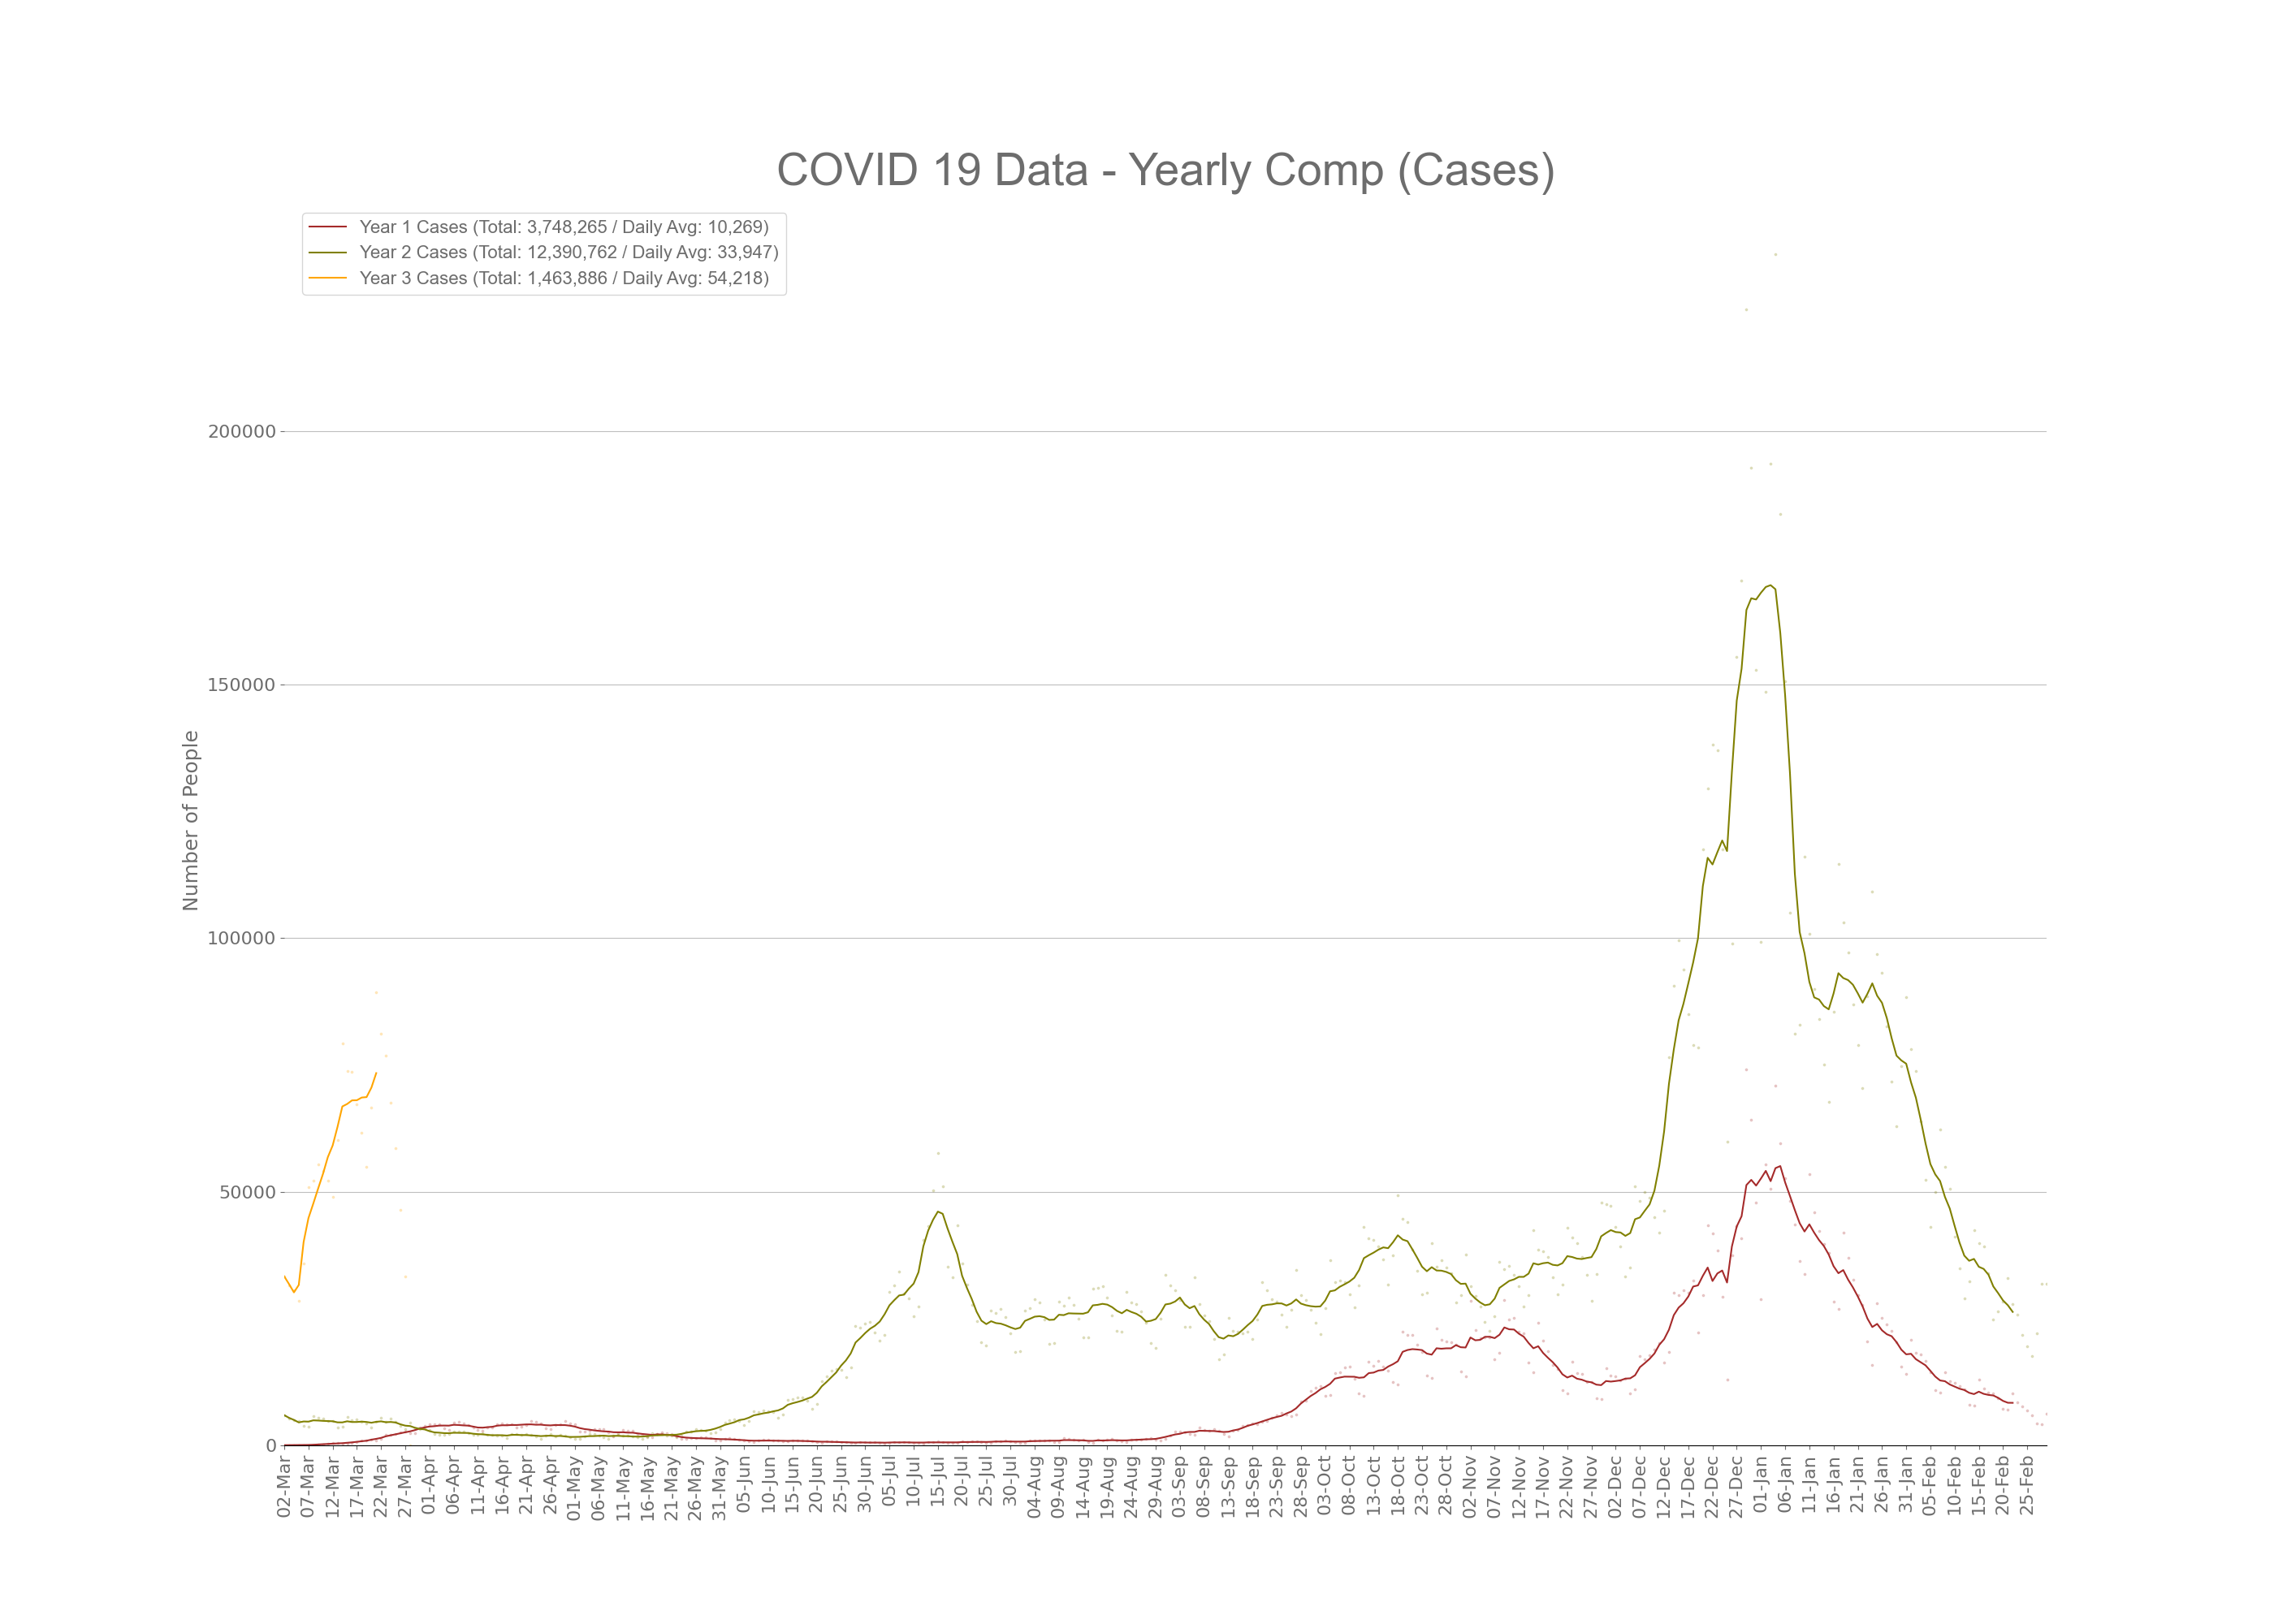 COVID 19 Data - Yearly Comp (Cases)
Year 1 Cases (Total: 3,748,265 / Daily Avg: 10,269)
Year 2 Cases (Total: 12,390,762 / Daily Avg: 33,947)
Year 3 Cases (Total: 1,463,886 / Daily Avg: 54,218)
Number of People
200000
150000
100000
50000
0
02-Mar
07-Mar
12-Mar
17-Mar
22-Mar
27-Mar
01-Apr
06-Apr
11-Apr
16-Apr
21-Apr
26-Apr
01-May
06-May
11-May
16-May
21-May
26-May
31-May
05-Jun
10-Jun
15-Jun
20-Jun
25-Jun
30-Jun
05-Jul
10-Jul
15-Jul
20-Jul
25-Jul
30-Jul
04-Aug
09-Aug
14-Aug
19-Aug
24-Aug
29-Aug
03-Sep
08-Sep
13-Sep
18-Sep
23-Sep
28-Sep
03-Oct
08-Oct
13-Oct
18-Oct
23-Oct
28-Oct
02-Nov
07-Nov
12-Nov
17-Nov
22-Nov
27-Nov
02-Dec
07-Dec
12-Dec
17-Dec
22-Dec
27-Dec
01-Jan
06-Jan
11-Jan
16-Jan
21-Jan
26-Jan
31-Jan
05-Feb
10-Feb
15-Feb
20-Feb
25-Feb